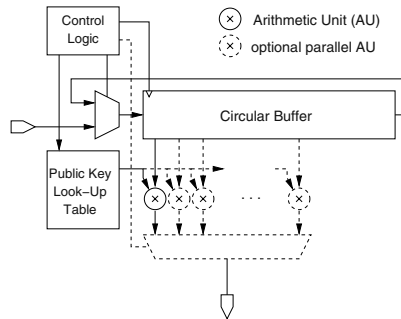 Control
Logic
Arithmetic Unit (AU)
optional parallel AU
Circular Buffer
Public Key
Look−Up
Table
. . .